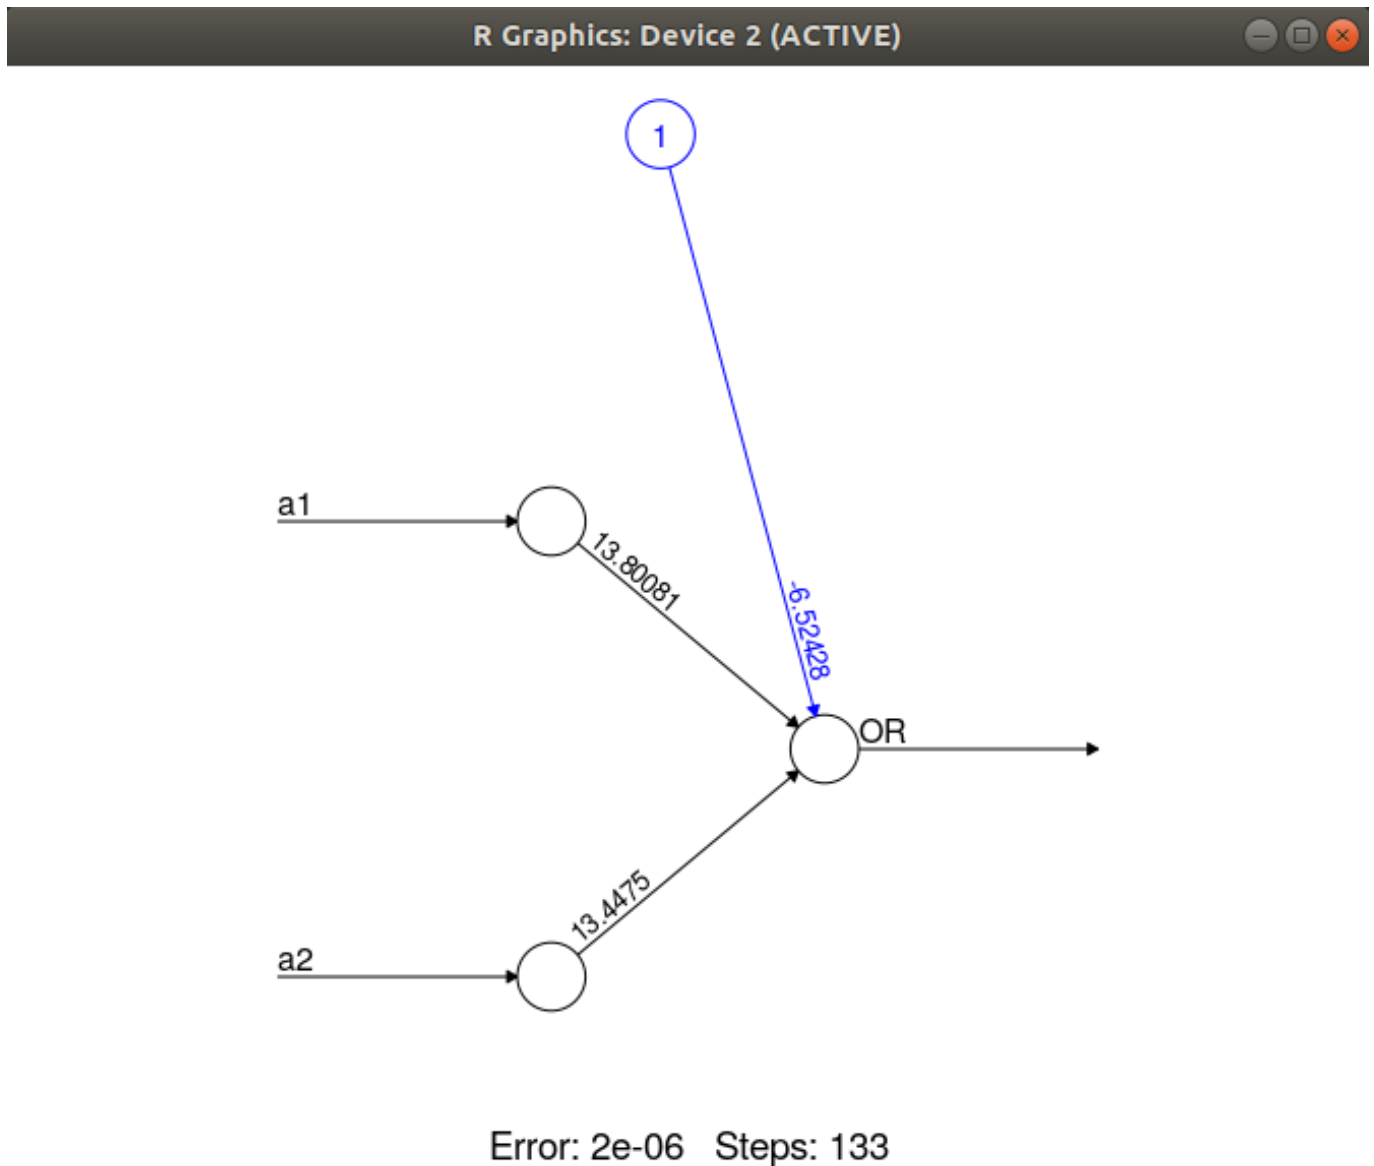 R Graphics: Device 2 (ACTIVE)
1
a1
13.80081
-6.52428
OR
13.4475
a2
Error: 2e-06 Steps: 133